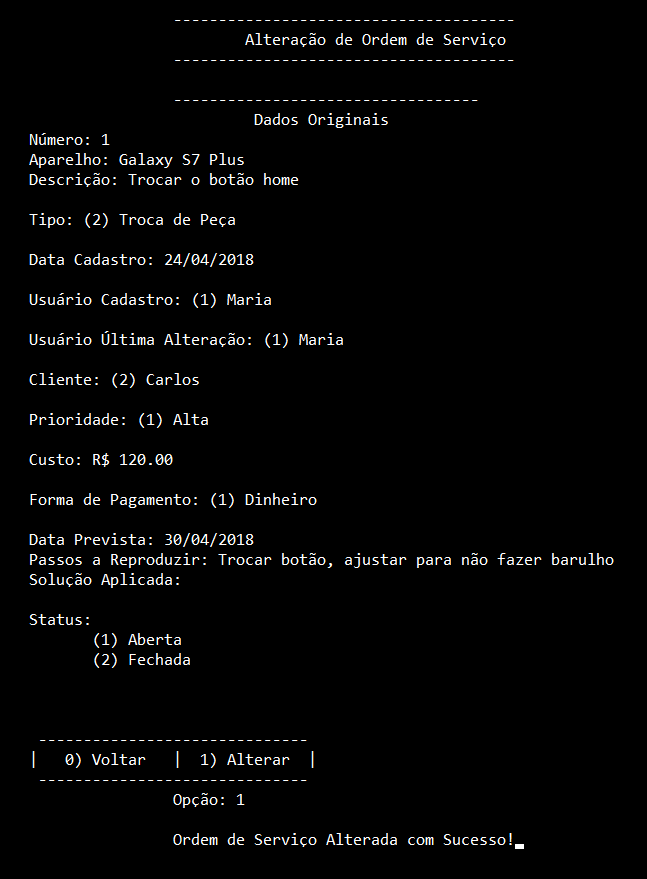 --------------------------------------
Alteração de Ordem de Serviço
--------------------------------------
----------------------------------
Dados Originais
Número: 1
Aparelho: Galaxy S7 Plus
Descrição: Trocar o botão home
Tipo: (2) Troca de Peça
Data Cadastro: 24/04/2018
Usuário Cadastro: (1) Maria
Usuário Última Alteração: (1) Maria
Cliente: (2) Carlos
Prioridade: (1) Alta
Custo: R$ 120.00
Forma de Pagamento: (1) Dinheiro
Data Prevista: 30/04/2018
Passos a Reproduzir: Trocar botão, ajustar para não fazer barulho
Solução Aplicada:
Status:
(1) Aberta
(2) Fechada
------------------------------
|   0) Voltar   |  1) Alterar  |
------------------------------
Opção: 1
Ordem de Serviço Alterada com Sucesso!